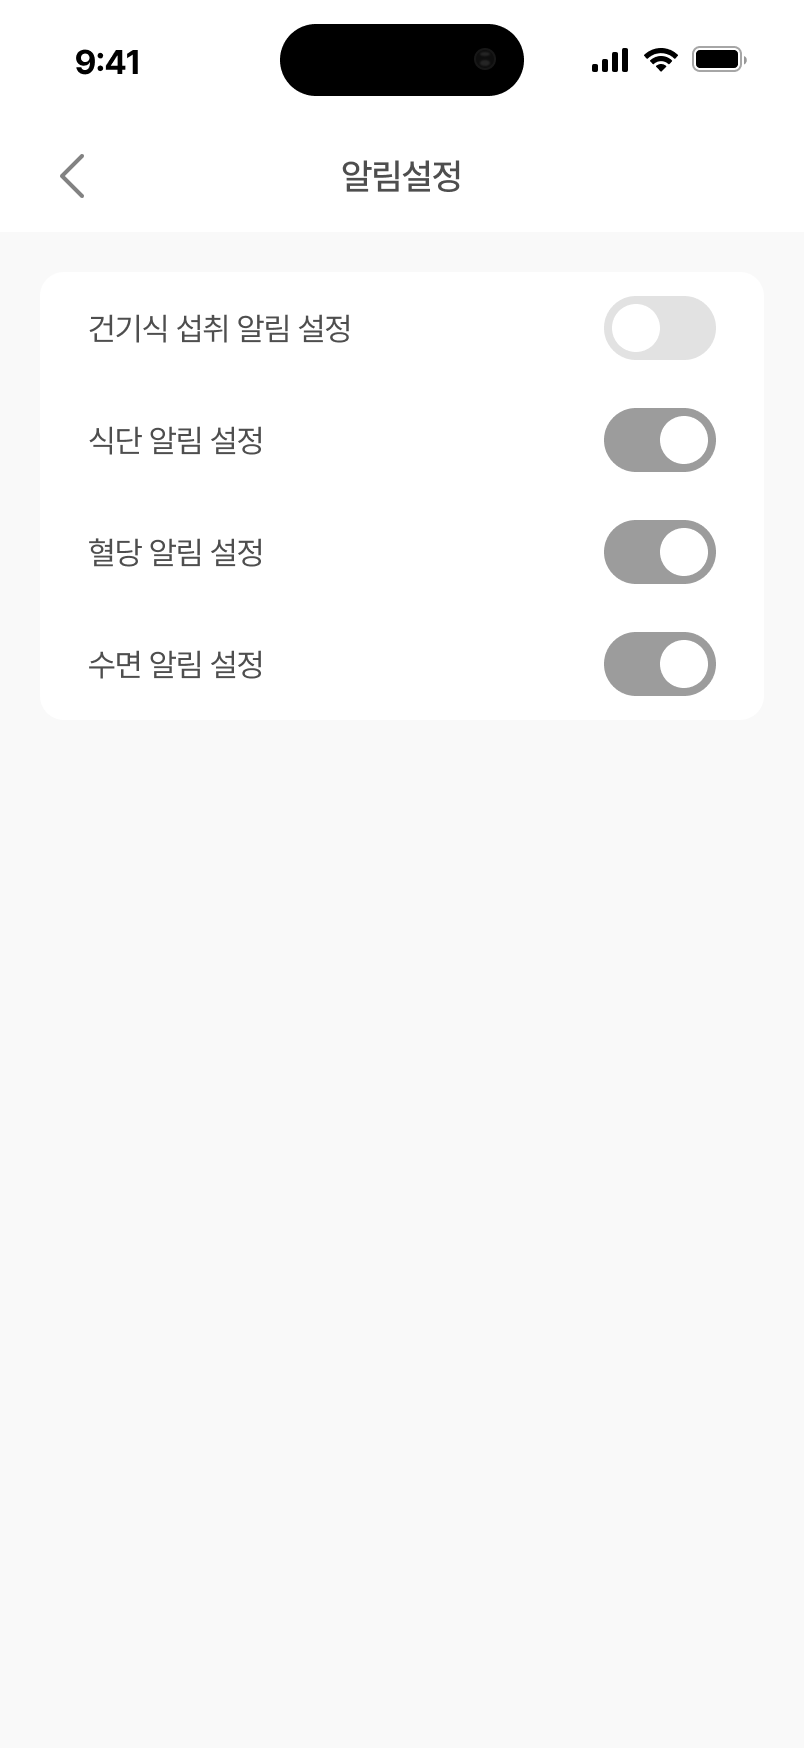 9:41
알림설정
건기식 섭취 알림 설정
식단 알림 설정
혈당 알림 설정
수면 알림 설정